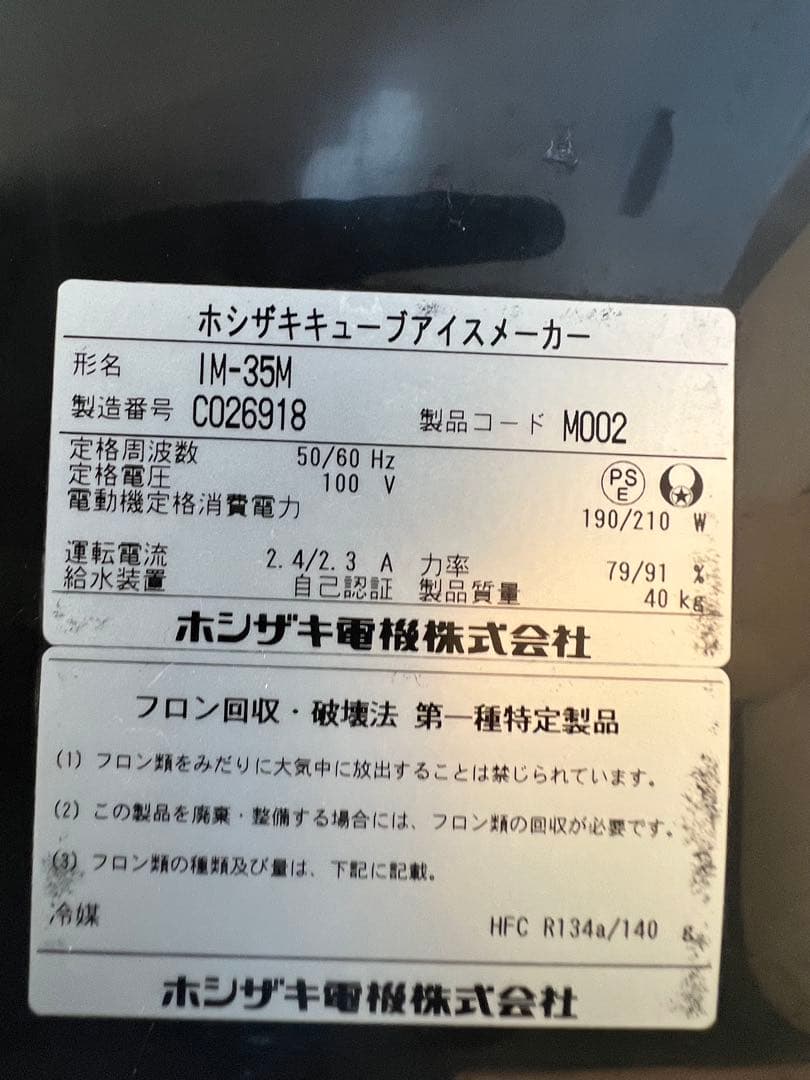 ホシザキキューブアイスメーカー
形名 IM-35M
製造番号 C026918 製品コード M002
定格周波数 50/60 Hz
定格電圧 100 V
PS E
電動機定格消費電力 190/210 W
運転電流 2.4/2.3 A 力率 79/91 %
給水装置 自己認証 製品質量 40 kg
ホシザキ電機株式会社
フロン回収・破壊法 第一種特定製品
(1) フロン類をみだりに大気中に放出することは禁じられています。
(2) この製品を廃棄・整備する場合には、フロン類の回収が必要です。
(3) フロン類の種類及び量は、下記に記載。
冷媒 HFC R134a/140 g
ホシザキ電機株式会社